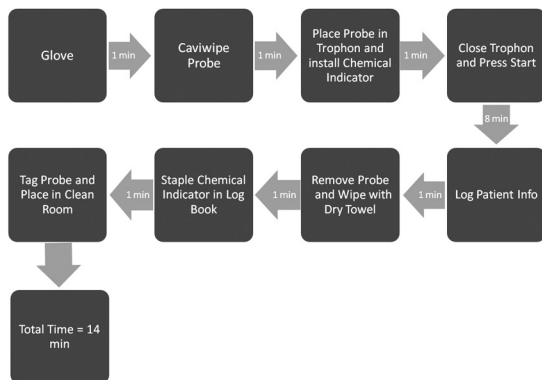 Glove
1 min
Caviwipe
Probe
1 min
Place Probe in
Trophon and
install Chemical
Indicator
1 min
Close Trophon
and Press Start
8 min
Log Patient Info
1 min
Remove Probe
and Wipe with
Dry Towel
1 min
Staple Chemical
Indicator in Log
Book
1 min
Tag Probe and
Place in Clean
Room
Total Time = 14
min